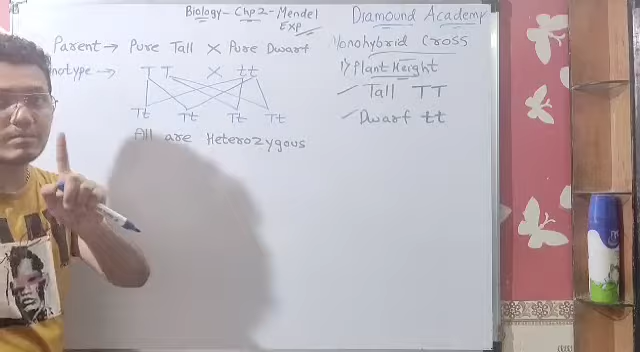 Biology - Chp 2 - Mendel
Exp
Diamound Academy
Parent → Pure Tall × Pure Dwarf
Monohybrid Cross
notype → TT × tt
1) Plant Height
✓ Tall TT
Tt Tt Tt Tt
✓ Dwarf tt
All are Heterozygous